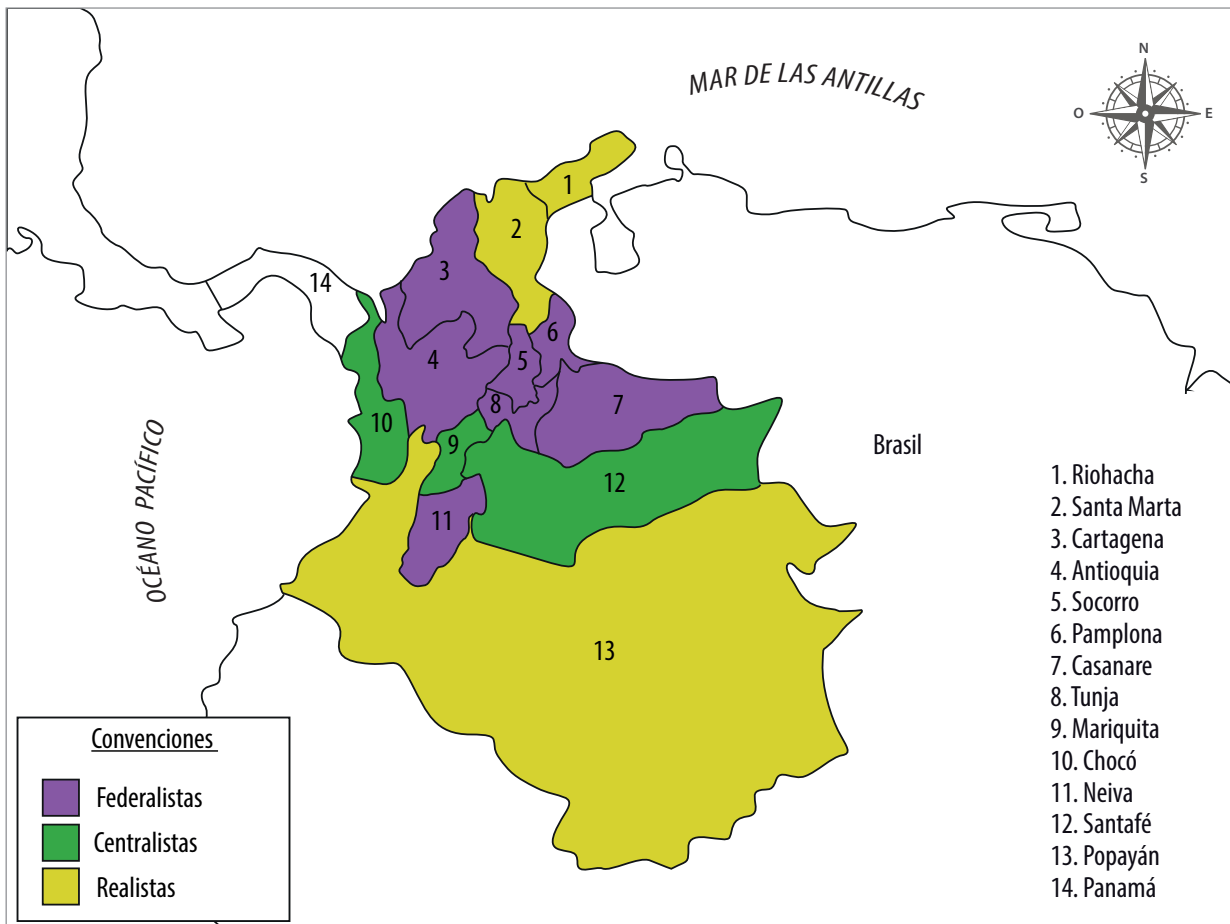 MAR DE LAS ANTILLAS
N
O
E
S
1
2
3
14
6
4
5
7
8
10
9
12
11
13
OCÉANO PACÍFICO
Brasil
1. Riohacha
2. Santa Marta
3. Cartagena
4. Antioquia
5. Socorro
6. Pamplona
7. Casanare
8. Tunja
9. Mariquita
10. Chocó
11. Neiva
12. Santafé
13. Popayán
14. Panamá
Convenciones
Federalistas
Centralistas
Realistas